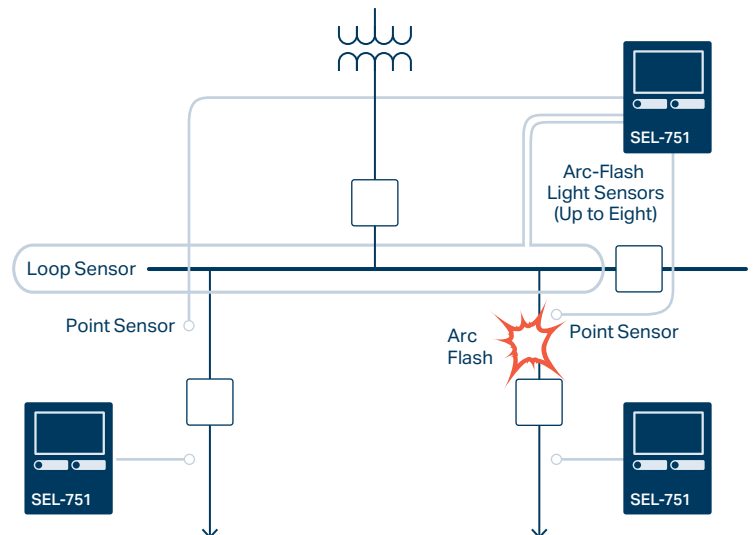 SEL-751
Arc-Flash
Light Sensors
(Up to Eight)
Loop Sensor
Point Sensor
Arc
Flash
Point Sensor
SEL-751
SEL-751